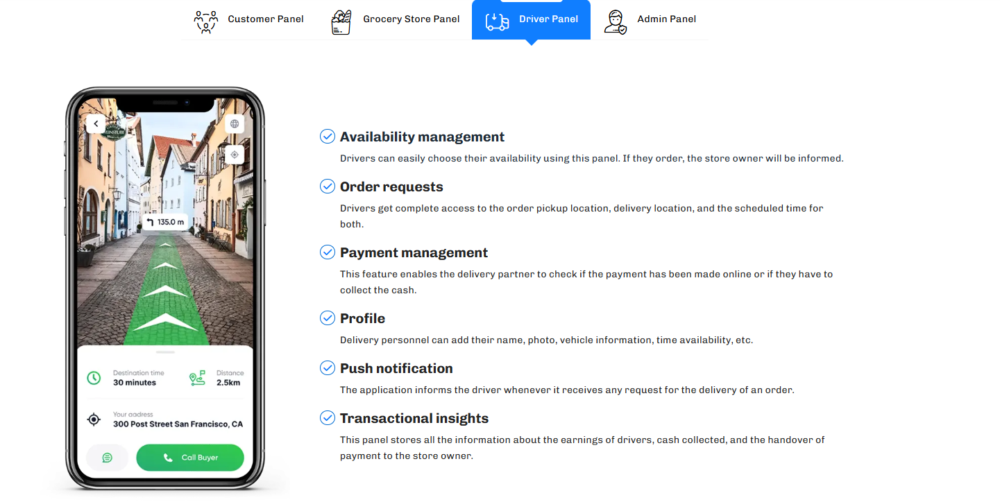 Customer Panel
Grocery Store Panel
Driver Panel
Admin Panel
135.0 m
Destination time
30 minutes
Distance
2.5km
Your address
300 Post Street San Francisco, CA
Call Buyer
Availability management
Drivers can easily choose their availability using this panel. If they order, the store owner will be informed.
Order requests
Drivers get complete access to the order pickup location, delivery location, and the scheduled time for
both.
Payment management
This feature enables the delivery partner to check if the payment has been made online or if they have to
collect the cash.
Profile
Delivery personnel can add their name, photo, vehicle information, time availability, etc.
Push notification
The application informs the driver whenever it receives any request for the delivery of an order.
Transactional insights
This panel stores all the information about the earnings of drivers, cash collected, and the handover of
payment to the store owner.